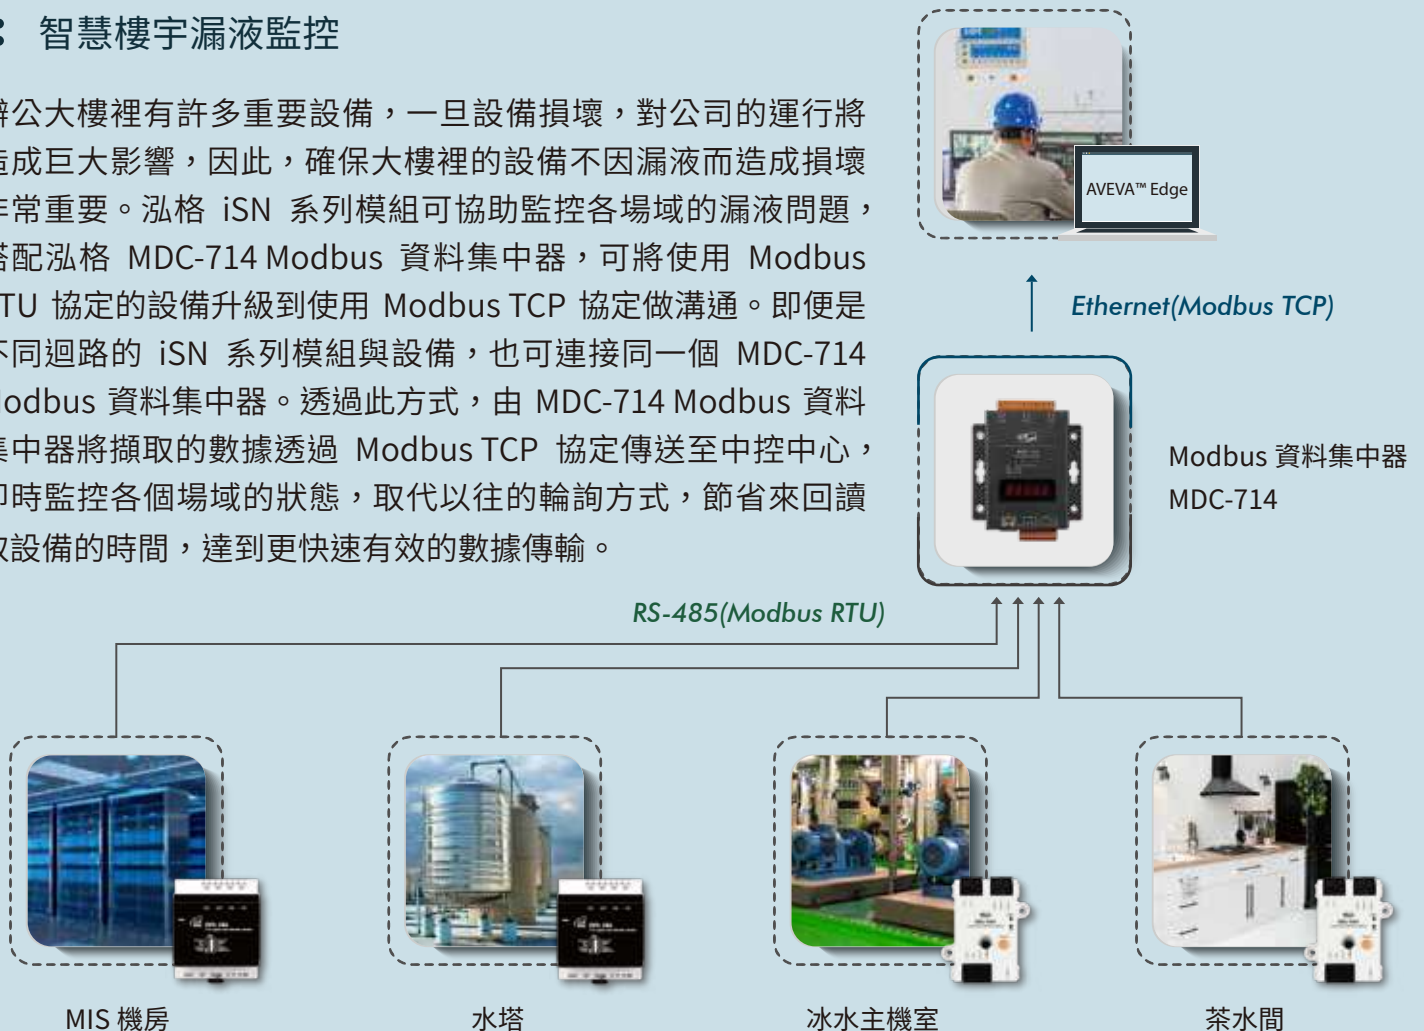 ： 智慧樓宇漏液監控
辦公大樓裡有許多重要設備，一旦設備損壞，對公司的運行將
造成巨大影響，因此，確保大樓裡的設備不因漏液而造成損壞
非常重要。泓格 iSN 系列模組可協助監控各場域的漏液問題，
搭配泓格 MDC-714 Modbus 資料集中器，可將使用 Modbus
RTU 協定的設備升級到使用 Modbus TCP 協定做溝通。即便是
不同迴路的 iSN 系列模組與設備，也可連接同一個 MDC-714
Modbus 資料集中器。透過此方式，由 MDC-714 Modbus 資料
集中器將擷取的數據透過 Modbus TCP 協定傳送至中控中心，
即時監控各個場域的狀態，取代以往的輪詢方式，節省來回讀
取設備的時間，達到更快速有效的數據傳輸。
AVEVA™ Edge
Ethernet(Modbus TCP)
Modbus 資料集中器
MDC-714
RS-485(Modbus RTU)
MIS 機房
水塔
冰水主機室
茶水間